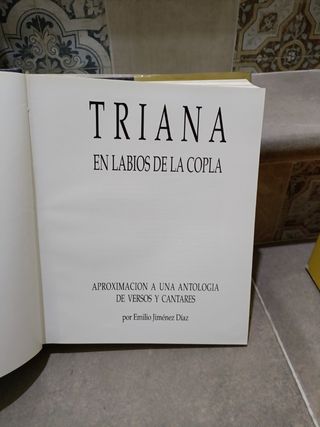 TRIANA
EN LABIOS DE LA COPLA
APROXIMACION A UNA ANTOLOGIA
DE VERSOS Y CANTARES
por Emilio Jiménez Díaz